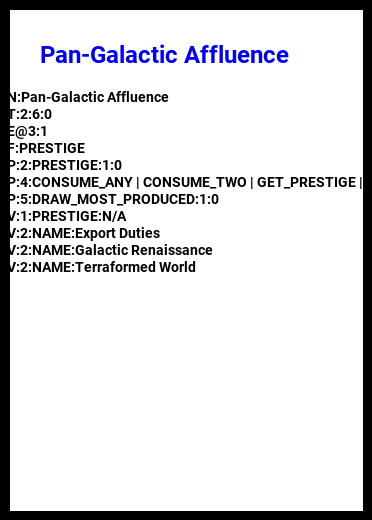 Pan-Galactic Affluence
N:Pan-Galactic Affluence
T:2:6:0
E@3:1
F:PRESTIGE
P:2:PRESTIGE:1:0
P:4:CONSUME_ANY | CONSUME_TWO | GET_PRESTIGE |
P:5:DRAW_MOST_PRODUCED:1:0
V:1:PRESTIGE:N/A
V:2:NAME:Export Duties
V:2:NAME:Galactic Renaissance
V:2:NAME:Terraformed World